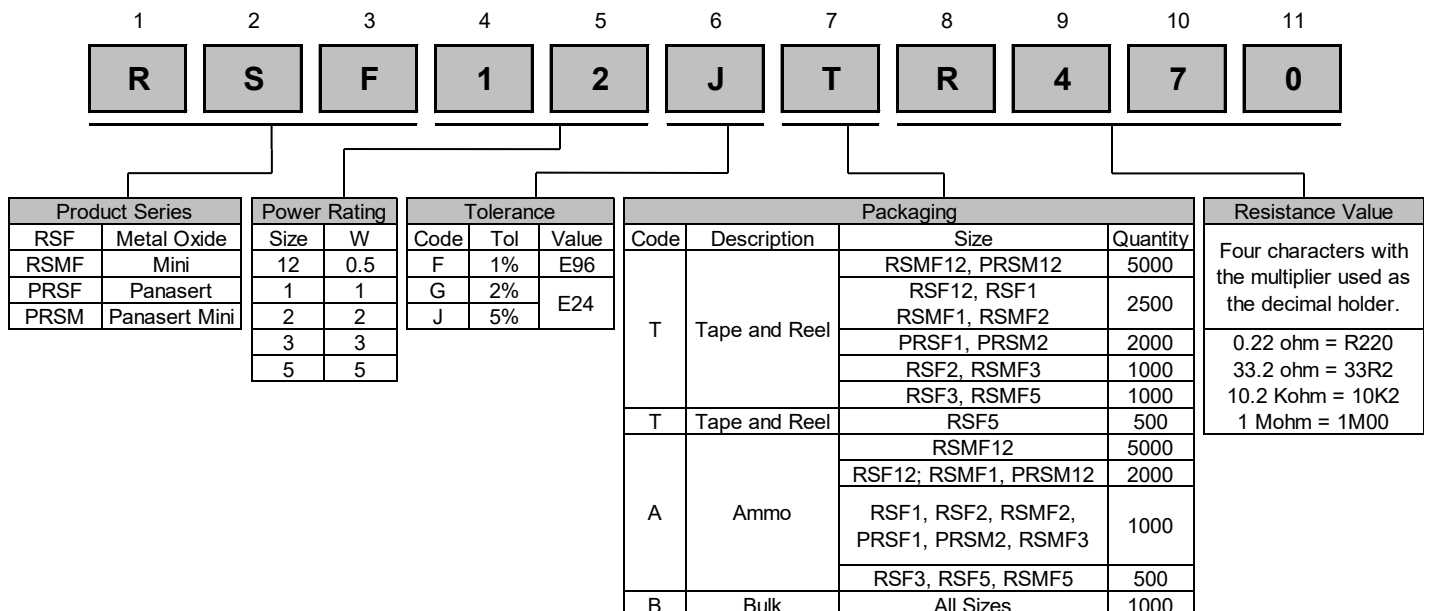 1 2 3 4 5 6 7 8 9 10 11
R S F 1 2 J T R 4 7 0
Product Series
RSF Metal Oxide
RSMF Mini
PRSF Panasert
PRSM Panasert Mini
Power Rating
Size W
12 0.5
1 1
2 2
3 3
5 5
Tolerance
Code Tol Value
F 1% E96
G 2% E24
J 5%
Packaging
Code Description Size Quantity
T Tape and Reel
RSMF12, PRSM12 5000
RSF12, RSF1
RSMF1, RSMF2
2500
PRSF1, PRSM2 2000
RSF2, RSMF3 1000
RSF3, RSMF5 1000
T Tape and Reel RSF5 500
A Ammo
RSMF12 5000
RSF12; RSMF1, PRSM12 2000
RSF1, RSF2, RSMF2,
PRSF1, PRSM2, RSMF3
1000
RSF3, RSF5, RSMF5 500
B Bulk All Sizes 1000
Resistance Value
Four characters with
the multiplier used as
the decimal holder.
0.22 ohm = R220
33.2 ohm = 33R2
10.2 Kohm = 10K2
1 Mohm = 1M00